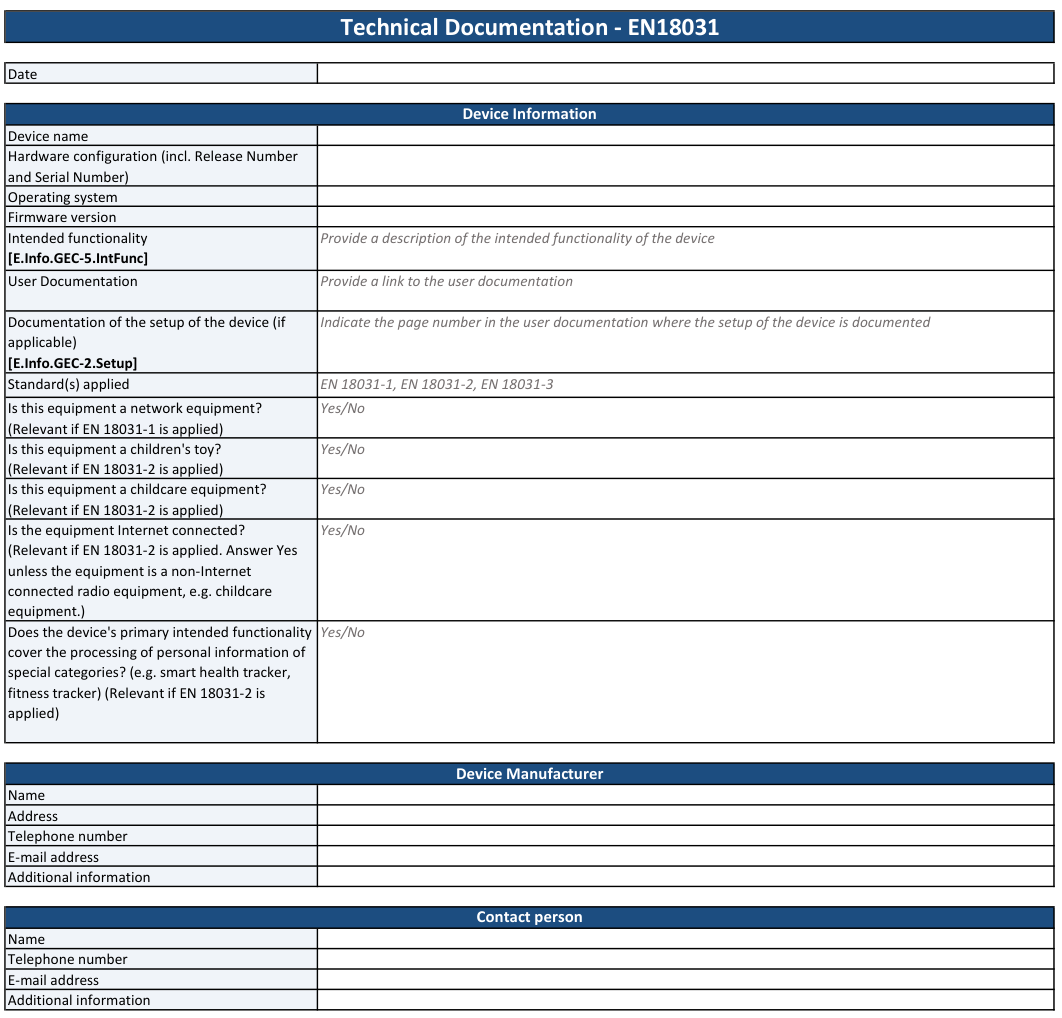 Technical Documentation - EN18031
Date
Device Information
Device name
Hardware configuration (incl. Release Number
and Serial Number)
Operating system
Firmware version
Intended functionality
[E.Info.GEC-5.IntFunc]
Provide a description of the intended functionality of the device
User Documentation
Provide a link to the user documentation
Documentation of the setup of the device (if
applicable)
[E.Info.GEC-2.Setup]
Indicate the page number in the user documentation where the setup of the device is documented
Standard(s) applied
EN 18031-1, EN 18031-2, EN 18031-3
Is this equipment a network equipment?
(Relevant if EN 18031-1 is applied)
Yes/No
Is this equipment a children's toy?
(Relevant if EN 18031-2 is applied)
Yes/No
Is this equipment a childcare equipment?
(Relevant if EN 18031-2 is applied)
Yes/No
Is the equipment Internet connected?
(Relevant if EN 18031-2 is applied. Answer Yes
unless the equipment is a non-Internet
connected radio equipment, e.g. childcare
equipment.)
Yes/No
Does the device's primary intended functionality
cover the processing of personal information of
special categories? (e.g. smart health tracker,
fitness tracker) (Relevant if EN 18031-2 is
applied)
Yes/No
Device Manufacturer
Name
Address
Telephone number
E-mail address
Additional information
Contact person
Name
Telephone number
E-mail address
Additional information